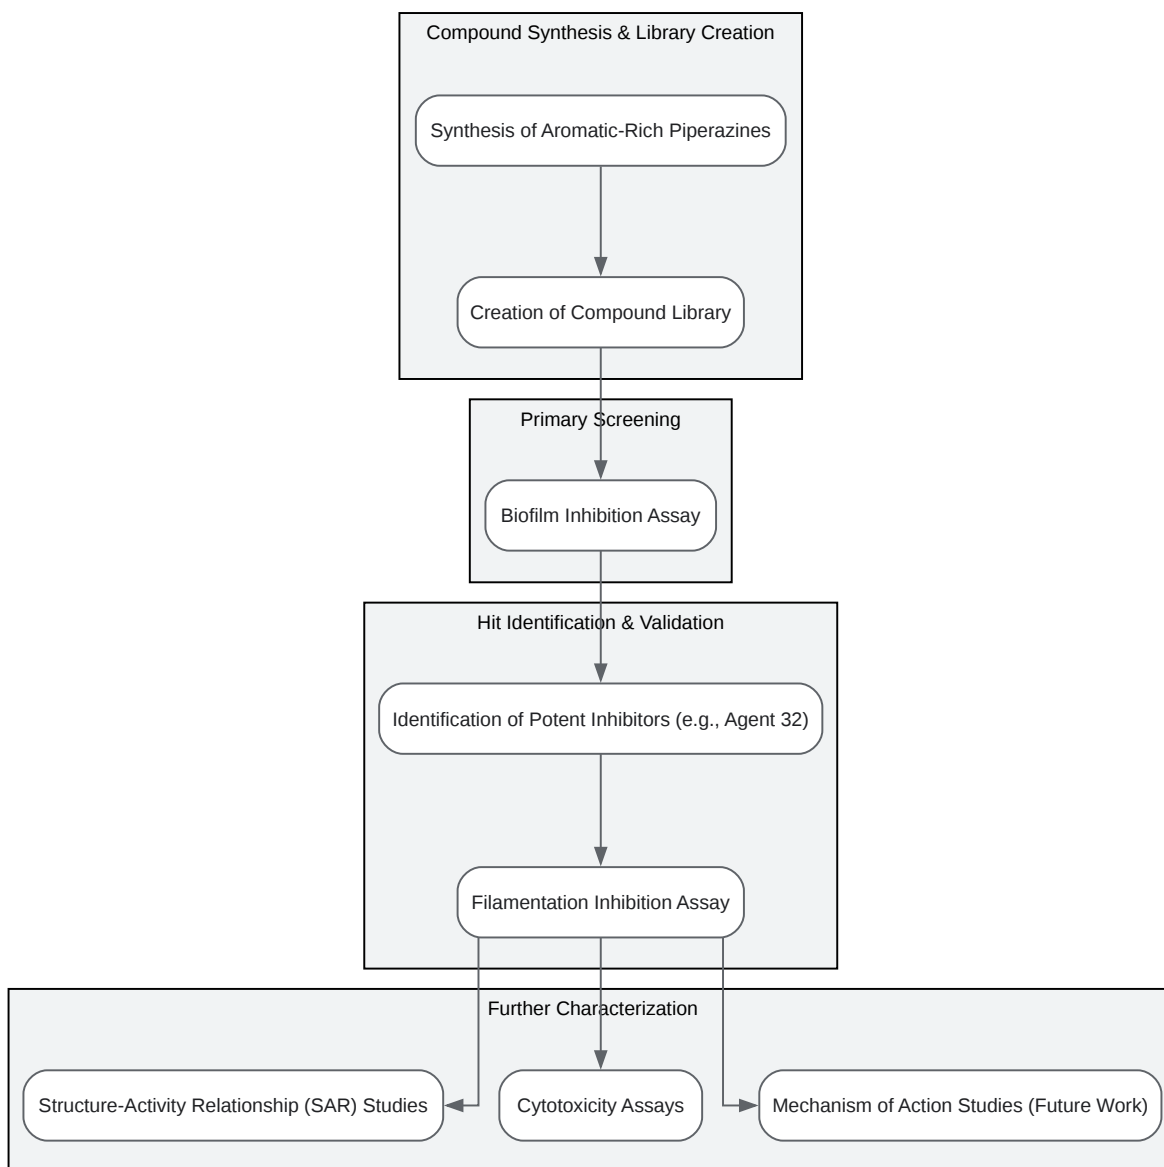 Compound Synthesis & Library Creation
Synthesis of Aromatic-Rich Piperazines
Creation of Compound Library
Primary Screening
Biofilm Inhibition Assay
Hit Identification & Validation
Identification of Potent Inhibitors (e.g., Agent 32)
Filamentation Inhibition Assay
Further Characterization
Structure-Activity Relationship (SAR) Studies
Cytotoxicity Assays
Mechanism of Action Studies (Future Work)